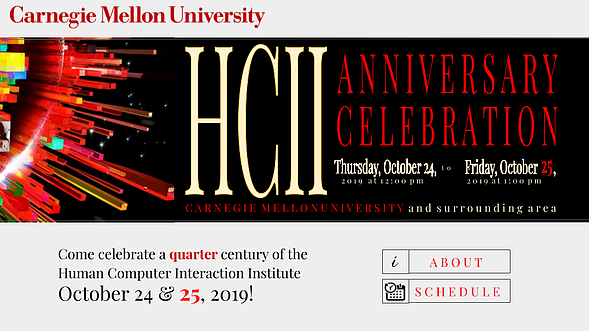 Carnegie Mellon University
HCII
ANNIVERSARY
CELEBRATION
Thursday, October 24, to Friday, October 25,
2019 at 12:00 pm 2019 at 1:00 pm
CARNEGIE MELLONUNIVERSITY and surrounding area
Come celebrate a quarter century of the
Human Computer Interaction Institute
October 24 & 25, 2019!
i ABOUT
SCHEDULE